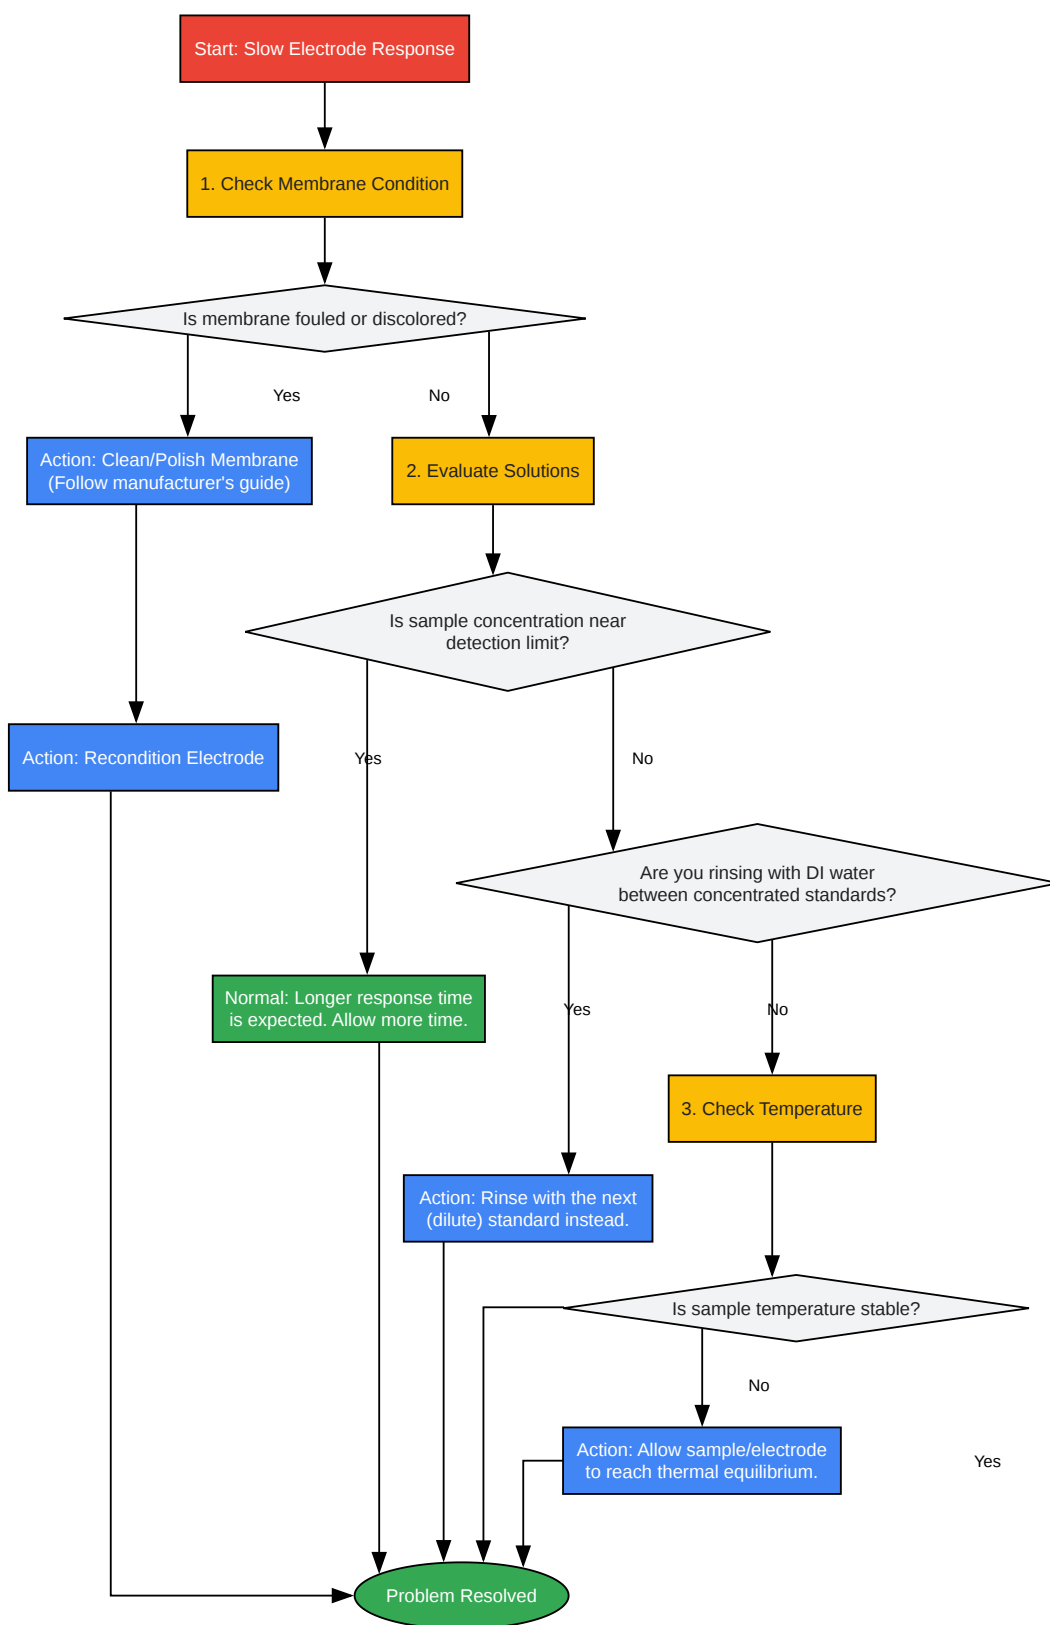 Start: Slow Electrode Response
1. Check Membrane Condition
Is membrane fouled or discolored?
Yes
No
Action: Clean/Polish Membrane
(Follow manufacturer's guide)
2. Evaluate Solutions
Is sample concentration near
detection limit?
Action: Recondition Electrode
Yes
No
Are you rinsing with DI water
between concentrated standards?
Normal: Longer response time
is expected. Allow more time.
Yes
No
3. Check Temperature
Action: Rinse with the next
(dilute) standard instead.
Is sample temperature stable?
No
Action: Allow sample/electrode
to reach thermal equilibrium.
Yes
Problem Resolved